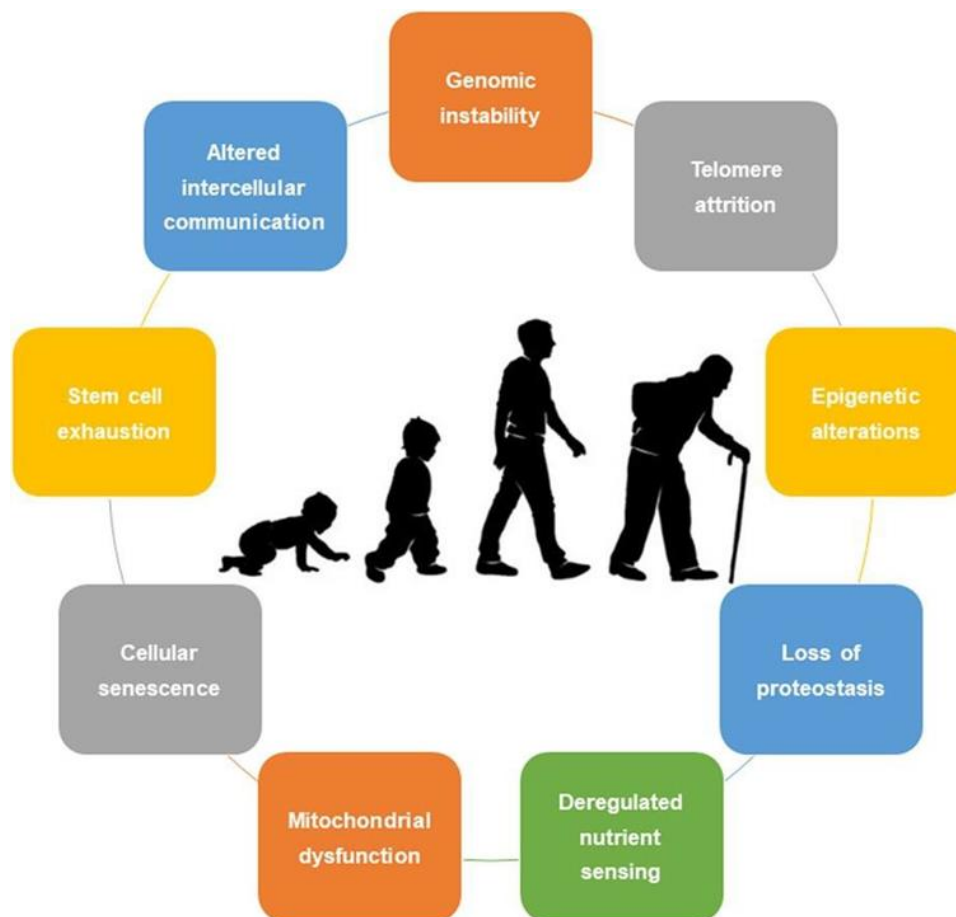 Genomic
instability
Telomere
attrition
Epigenetic
alterations
Loss of
proteostasis
Deregulated
nutrient
sensing
Mitochondrial
dysfunction
Cellular
senescence
Stem cell
exhaustion
Altered
intercellular
communication